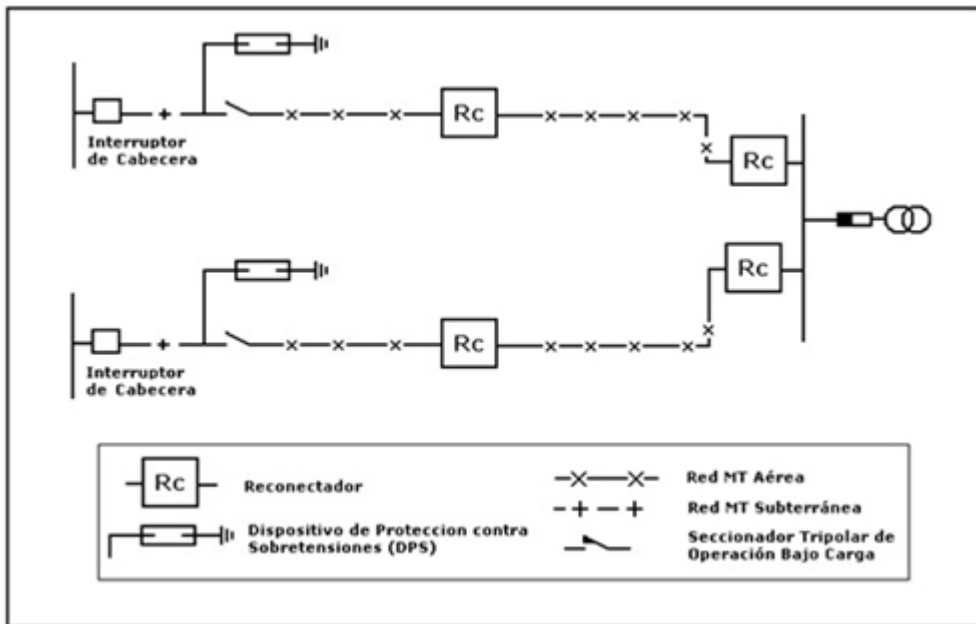 Rc
Interruptor
de Cabecera
Rc
Rc
Interruptor
de Cabecera
Rc
Rc
Reconectador
Dispositivo de Proteccion contra
Sobretensiones (DPS)
Red MT Aérea
Red MT Subterránea
Seccionador Tripolar de
Operación Bajo Carga